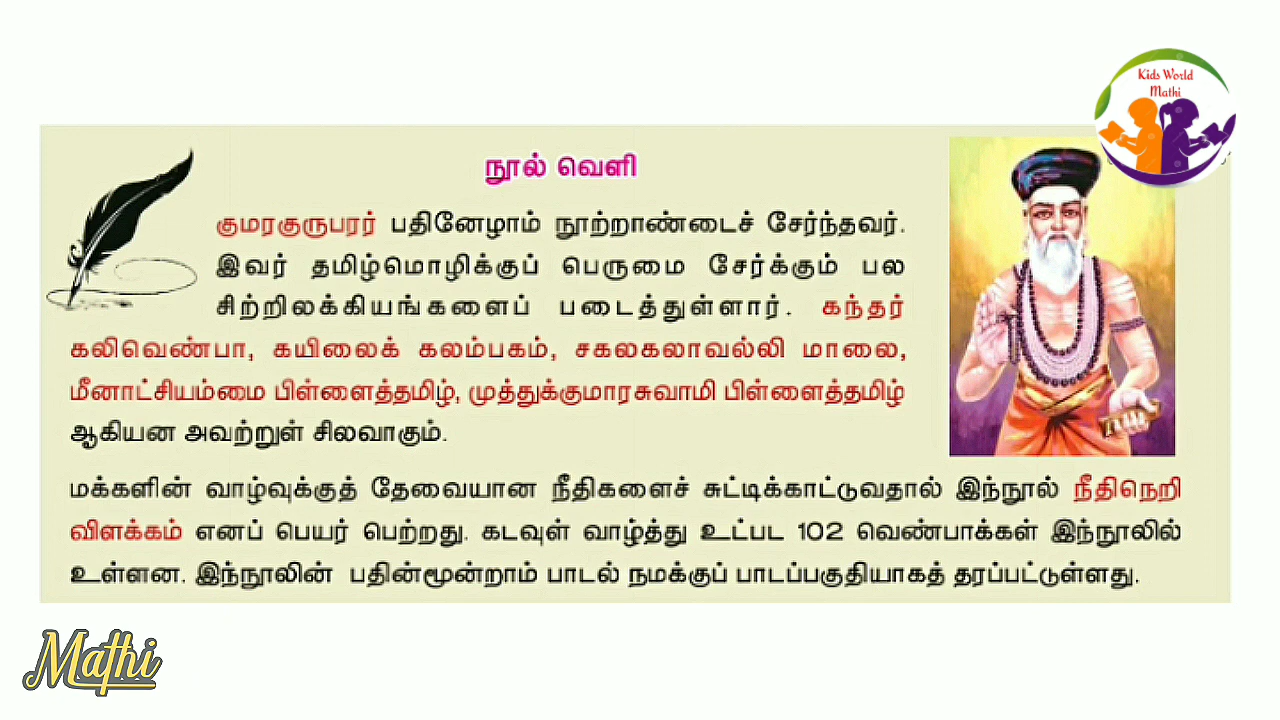 Kids World
Mathi
நூல் வெளி
குமரகுருபரர் பதினேழாம் நூற்றாண்டைச் சேர்ந்தவர்.
இவர் தமிழ்மொழிக்குப் பெருமை சேர்க்கும் பல
சிற்றிலக்கியங்களைப் படைத்துள்ளார். கந்தர்
கலிவெண்பா, கயிலைக் கலம்பகம், சகலகலாவல்லி மாலை,
மீனாட்சியம்மை பிள்ளைத்தமிழ், முத்துக்குமாரசுவாமி பிள்ளைத்தமிழ்
ஆகியன அவற்றுள் சிலவாகும்.
மக்களின் வாழ்வுக்குத் தேவையான நீதிகளைச் சுட்டிக்காட்டுவதால் இந்நூல் நீதிநெறி
விளக்கம் எனப் பெயர் பெற்றது. கடவுள் வாழ்த்து உட்பட 102 வெண்பாக்கள் இந்நூலில்
உள்ளன. இந்நூலின் பதின்மூன்றாம் பாடல் நமக்குப் பாடப்பகுதியாகத் தரப்பட்டுள்ளது.
Mathi